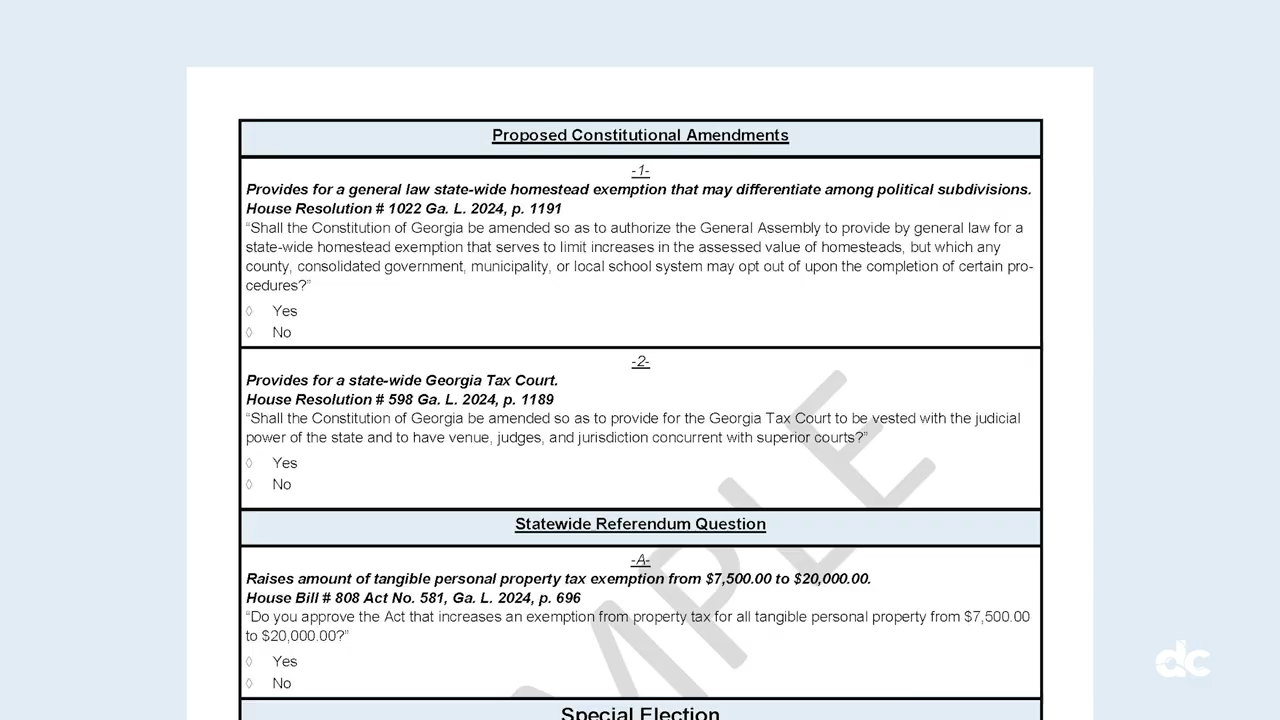 Proposed Constitutional Amendments
-1-
Provides for a general law state-wide homestead exemption that may differentiate among political subdivisions.
House Resolution # 1022 Ga. L. 2024, p. 1191
“Shall the Constitution of Georgia be amended so as to authorize the General Assembly to provide by general law for a
state-wide homestead exemption that serves to limit increases in the assessed value of homesteads, but which any
county, consolidated government, municipality, or local school system may opt out of upon the completion of certain pro-
cedures?”
◊ Yes
◊ No
-2-
Provides for a state-wide Georgia Tax Court.
House Resolution # 598 Ga. L. 2024, p. 1189
“Shall the Constitution of Georgia be amended so as to provide for the Georgia Tax Court to be vested with the judicial
power of the state and to have venue, judges, and jurisdiction concurrent with superior courts?”
◊ Yes
◊ No
Statewide Referendum Question
-A-
Raises amount of tangible personal property tax exemption from $7,500.00 to $20,000.00.
House Bill # 808 Act No. 581, Ga. L. 2024, p. 696
“Do you approve the Act that increases an exemption from property tax for all tangible personal property from $7,500.00
to $20,000.00?”
◊ Yes
◊ No
Special Election
MPLE
dc